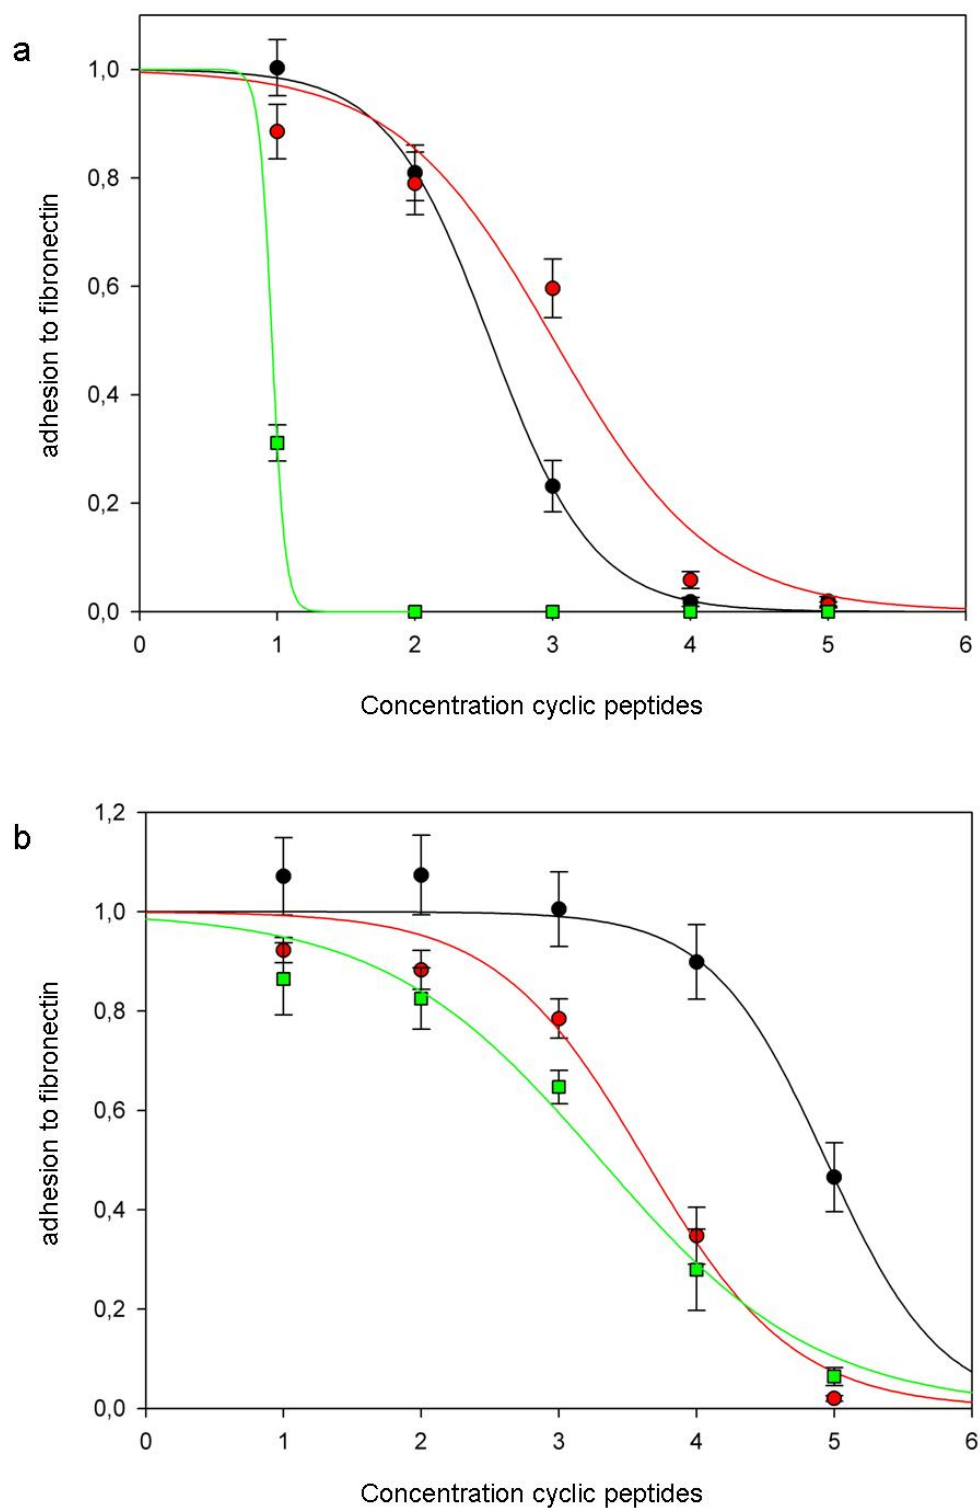 a
1,0
0,8
0,6
0,4
0,2
0,0
adhesion to fibronectin
0 1 2 3 4 5 6
Concentration cyclic peptides
b
1,2
1,0
0,8
0,6
0,4
0,2
0,0
adhesion to fibronectin
0 1 2 3 4 5 6
Concentration cyclic peptides